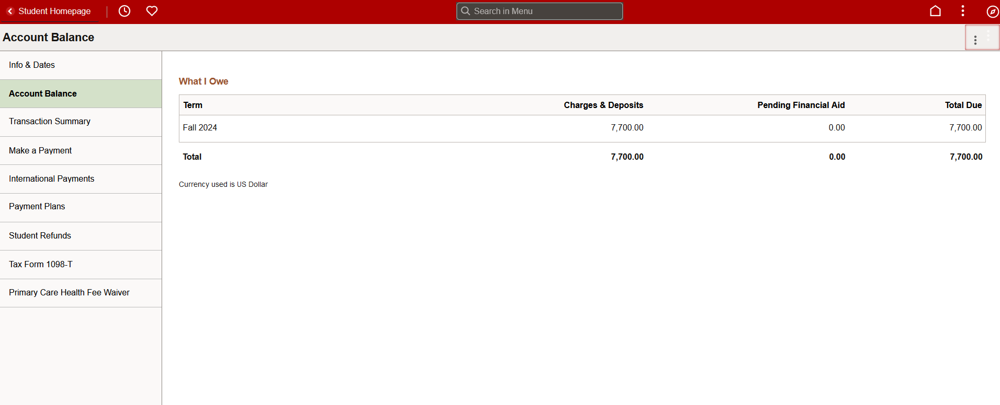 Student Homepage
Search in Menu
Account Balance
Info & Dates
Account Balance
Transaction Summary
Make a Payment
International Payments
Payment Plans
Student Refunds
Tax Form 1098-T
Primary Care Health Fee Waiver
What I Owe
Term Charges & Deposits Pending Financial Aid Total Due
Fall 2024 7,700.00 0.00 7,700.00
Total 7,700.00 0.00 7,700.00
Currency used is US Dollar